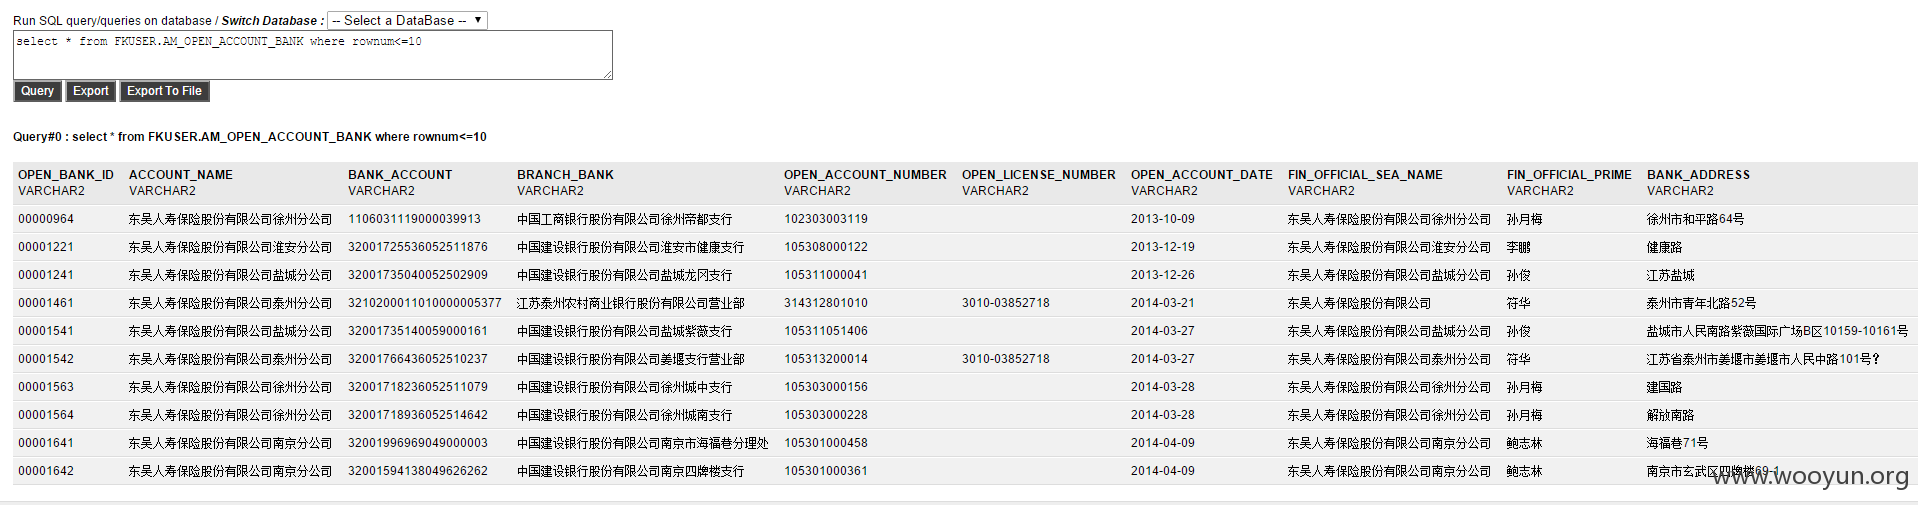 Run SQL query/queries on database / Switch Database : -- Select a DataBase --
select * from FKUSER.AM_OPEN_ACCOUNT_BANK where rownum<=10
Query Export Export To File
Query#0 : select * from FKUSER.AM_OPEN_ACCOUNT_BANK where rownum<=10
OPEN_BANK_ID ACCOUNT_NAME BANK_ACCOUNT BRANCH_BANK OPEN_ACCOUNT_NUMBER OPEN_LICENSE_NUMBER OPEN_ACCOUNT_DATE FIN_OFFICIAL_SEA_NAME FIN_OFFICIAL_PRIME BANK_ADDRESS
VARCHAR2 VARCHAR2 VARCHAR2 VARCHAR2 VARCHAR2 VARCHAR2 VARCHAR2 VARCHAR2 VARCHAR2 VARCHAR2
00000964 东吴人寿保险股份有限公司徐州分公司 1106031119000039913 中国工商银行股份有限公司徐州帝都支行 102303003119 2013-10-09 东吴人寿保险股份有限公司徐州分公司 孙月梅 徐州市和平路64号
00001221 东吴人寿保险股份有限公司淮安分公司 32001725536052511876 中国建设银行股份有限公司淮安市健康支行 105308000122 2013-12-19 东吴人寿保险股份有限公司淮安分公司 李鹏 健康路
00001241 东吴人寿保险股份有限公司盐城分公司 32001735040052502909 中国建设银行股份有限公司盐城龙冈支行 105311000041 2013-12-26 东吴人寿保险股份有限公司盐城分公司 孙俊 江苏盐城
00001461 东吴人寿保险股份有限公司泰州分公司 3210200011010000005377 江苏泰州农村商业银行股份有限公司营业部 314312801010 3010-03852718 2014-03-21 东吴人寿保险股份有限公司 符华 泰州市青年北路52号
00001541 东吴人寿保险股份有限公司盐城分公司 32001735140059000161 中国建设银行股份有限公司盐城紫薇支行 105311051406 2014-03-27 东吴人寿保险股份有限公司盐城分公司 孙俊 盐城市人民南路紫薇国际广场B区10159-10161号
00001542 东吴人寿保险股份有限公司泰州分公司 32001766436052510237 中国建设银行股份有限公司姜堰支行营业部 105313200014 3010-03852718 2014-03-27 东吴人寿保险股份有限公司泰州分公司 符华 江苏省泰州市姜堰市姜堰市人民中路101号?
00001563 东吴人寿保险股份有限公司徐州分公司 32001718236052511079 中国建设银行股份有限公司徐州城中支行 105303000156 2014-03-28 东吴人寿保险股份有限公司徐州分公司 孙月梅 建国路
00001564 东吴人寿保险股份有限公司徐州分公司 32001718936052514642 中国建设银行股份有限公司徐州城南支行 105303000228 2014-03-28 东吴人寿保险股份有限公司徐州分公司 孙月梅 解放南路
00001641 东吴人寿保险股份有限公司南京分公司 32001996969049000003 中国建设银行股份有限公司南京市海福巷分理处 105301000458 2014-04-09 东吴人寿保险股份有限公司南京分公司 鲍志林 海福巷71号
00001642 东吴人寿保险股份有限公司南京分公司 32001594138049626262 中国建设银行股份有限公司南京四牌楼支行 105301000361 2014-04-09 东吴人寿保险股份有限公司南京分公司 鲍志林 南京市玄武区四牌楼69-1
www.wooyun.org